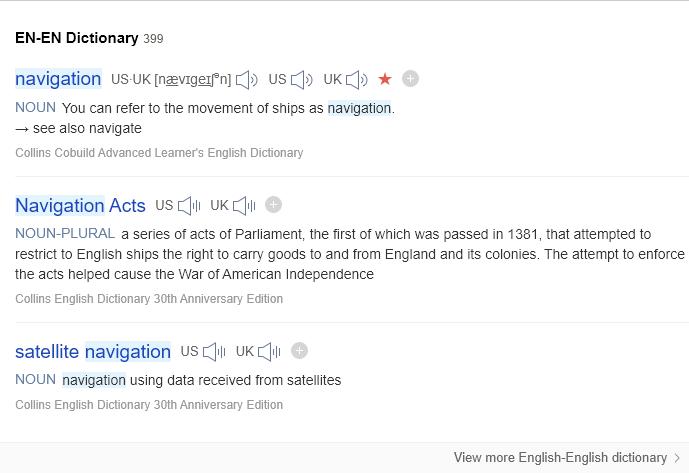 EN-EN Dictionary 399
navigation US·UK [nævɪgeɪʃᵊn] US UK
NOUN You can refer to the movement of ships as navigation.
→ see also navigate
Collins Cobuild Advanced Learner's English Dictionary
Navigation Acts US UK
NOUN-PLURAL a series of acts of Parliament, the first of which was passed in 1381, that attempted to
restrict to English ships the right to carry goods to and from England and its colonies. The attempt to enforce
the acts helped cause the War of American Independence
Collins English Dictionary 30th Anniversary Edition
satellite navigation US UK
NOUN navigation using data received from satellites
Collins English Dictionary 30th Anniversary Edition
View more English-English dictionary >